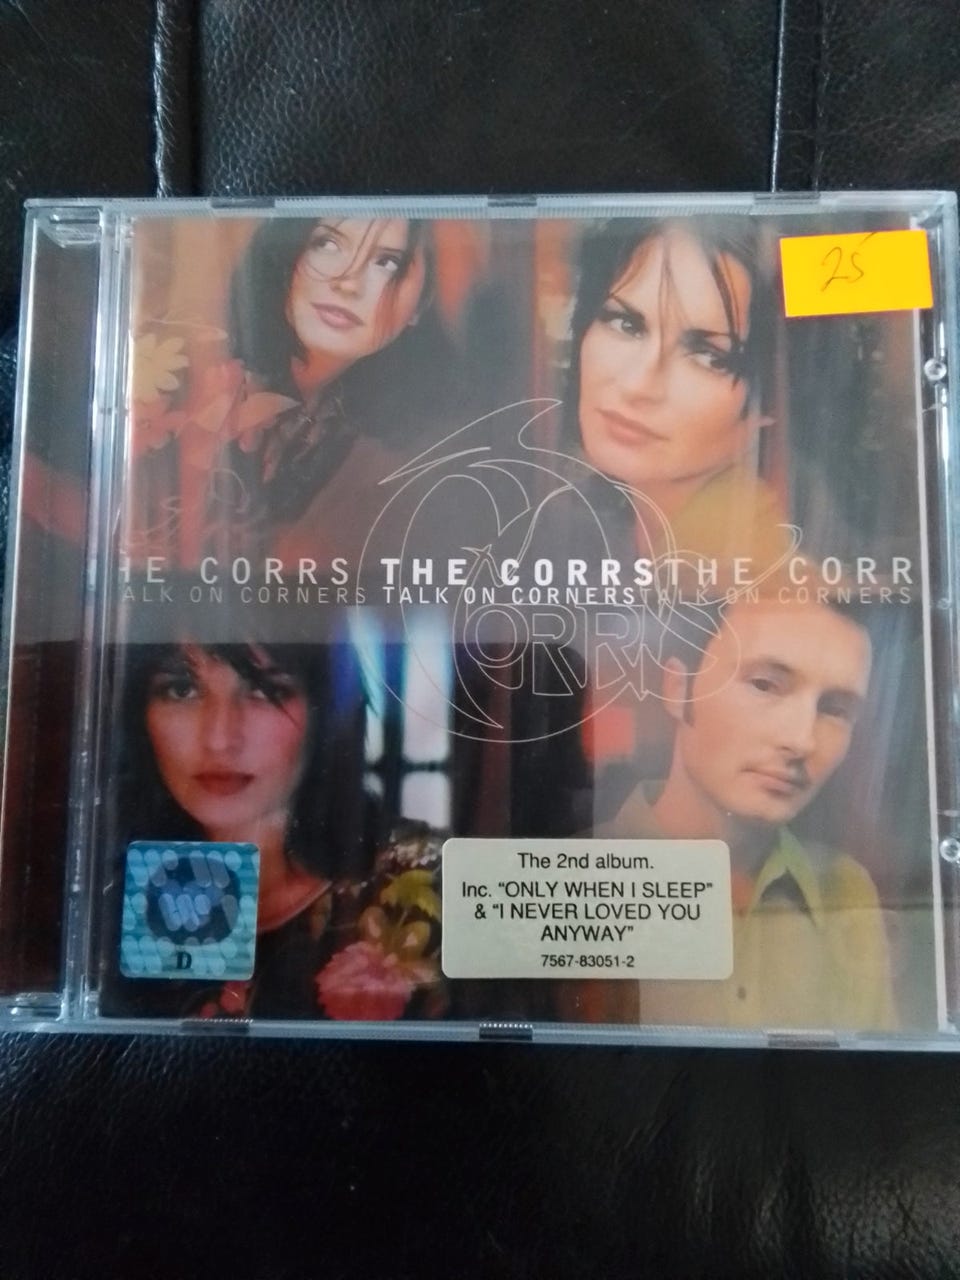 25
HE CORRS THE CORRS THE CORR
ALK ON CORNERS TALK ON CORNERS TALK ON CORNERS
CORRS
The 2nd album.
Inc. "ONLY WHEN I SLEEP"
& "I NEVER LOVED YOU
ANYWAY"
7567-83051-2
D